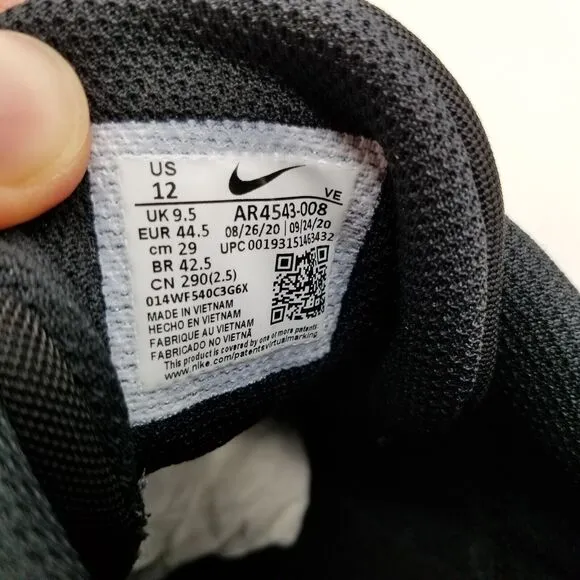 US
12
VE
UK 9.5
AR4543-008
EUR 44.5
08/26/20 | 09/24/20
cm 29
UPC 00193151463432
BR 42.5
CN 290(2.5)
014WF540C3G6X
MADE IN VIETNAM
HECHO EN VIETNAM
FABRIQUE AU VIETNAM
FABRICADO NO VIETNÃ
This product is covered by one or more patents
www.nike.com/patentsvirtualmarking